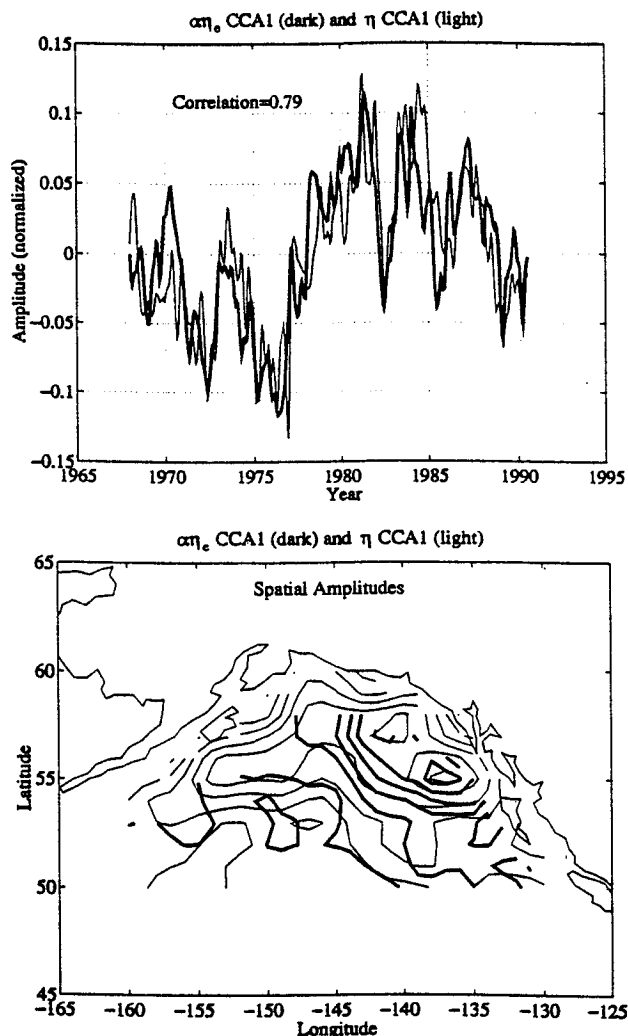 αη_e CCA1 (dark) and η CCA1 (light)
0.15
0.1
0.05
0
−0.05
−0.1
−0.15
Amplitude (normalized)
Correlation=0.79
1965 1970 1975 1980 1985 1990 1995
Year
αη_e CCA1 (dark) and η CCA1 (light)
65
60
55
50
45
Latitude
Spatial Amplitudes
−165 −160 −155 −150 −145 −140 −135 −130 −125
Longitude